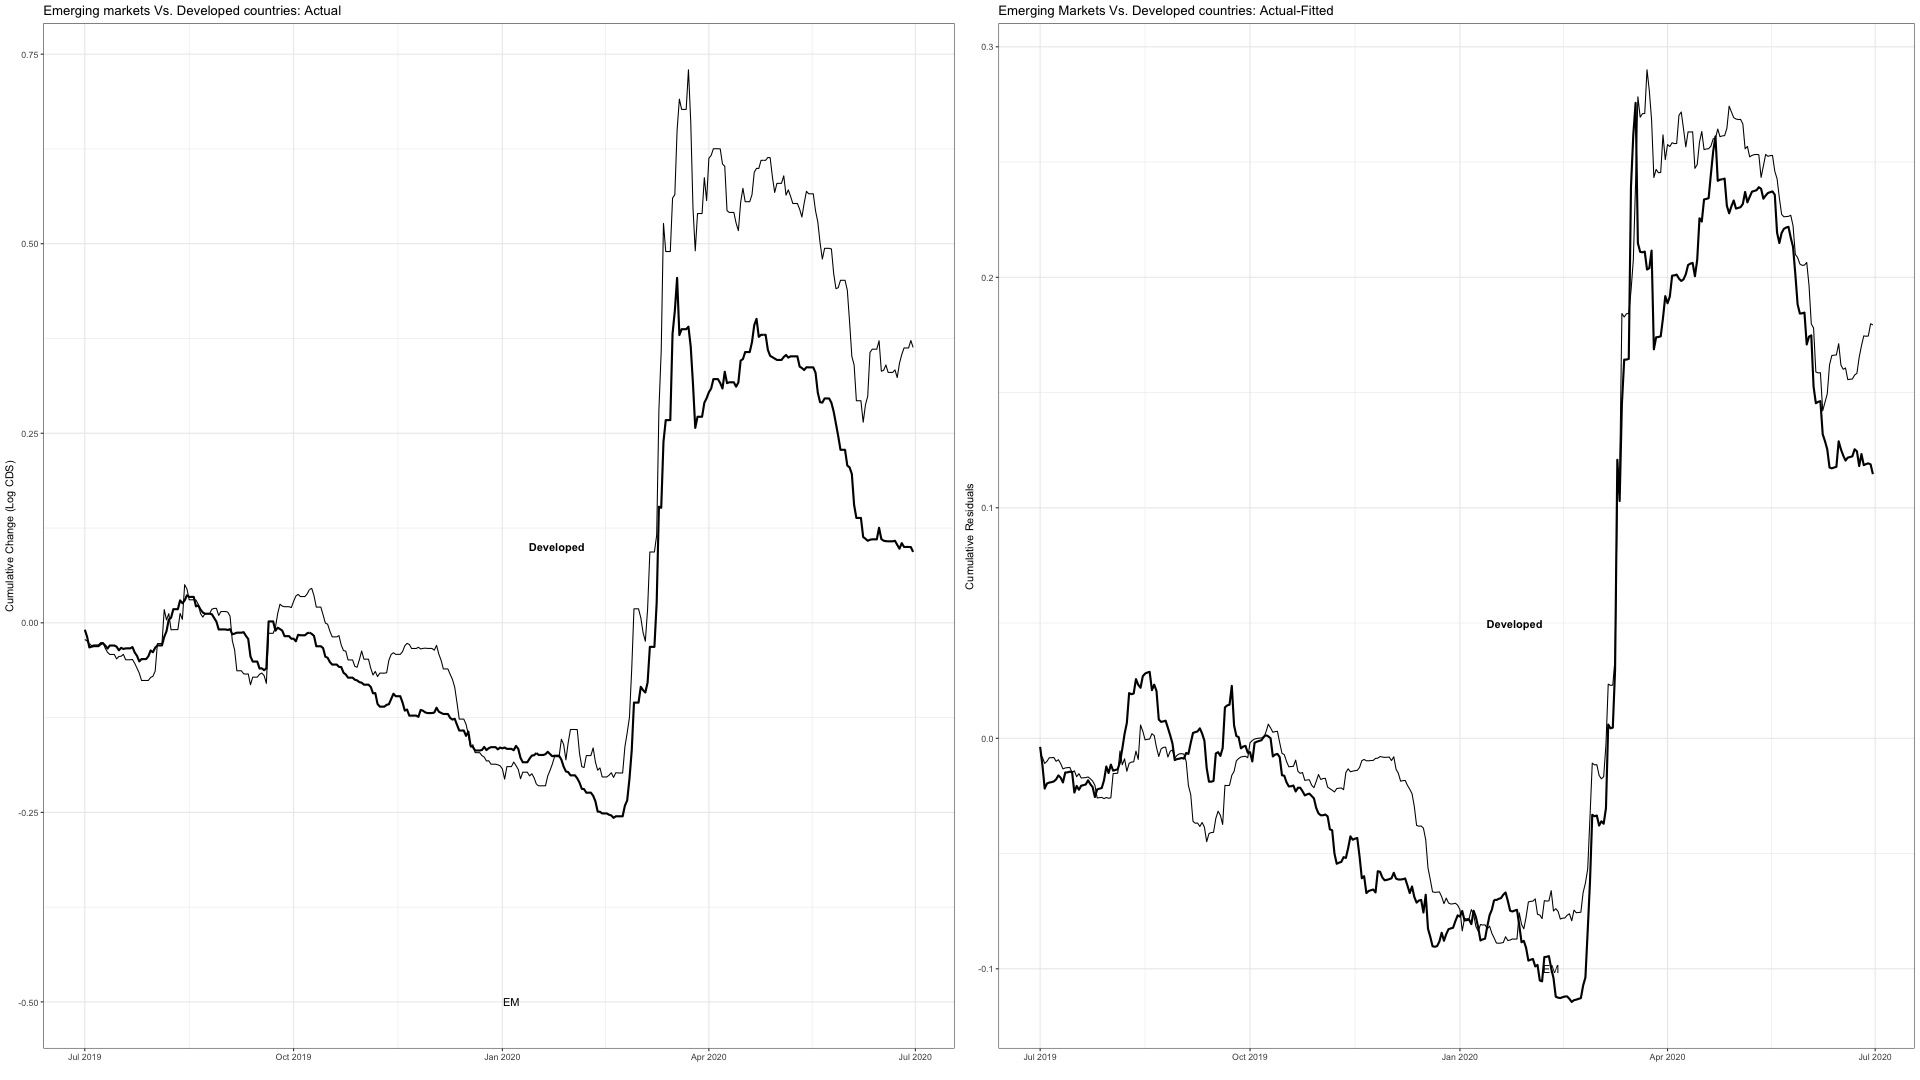 Emerging markets Vs. Developed countries: Actual
Cumulative Change (Log CDS)
0.75
0.50
0.25
0.00
-0.25
-0.50
Developed
EM
Jul 2019
Oct 2019
Jan 2020
Apr 2020
Jul 2020
Emerging Markets Vs. Developed countries: Actual-Fitted
Cumulative Residuals
0.3
0.2
0.1
0.0
-0.1
Developed
EM
Jul 2019
Oct 2019
Jan 2020
Apr 2020
Jul 2020